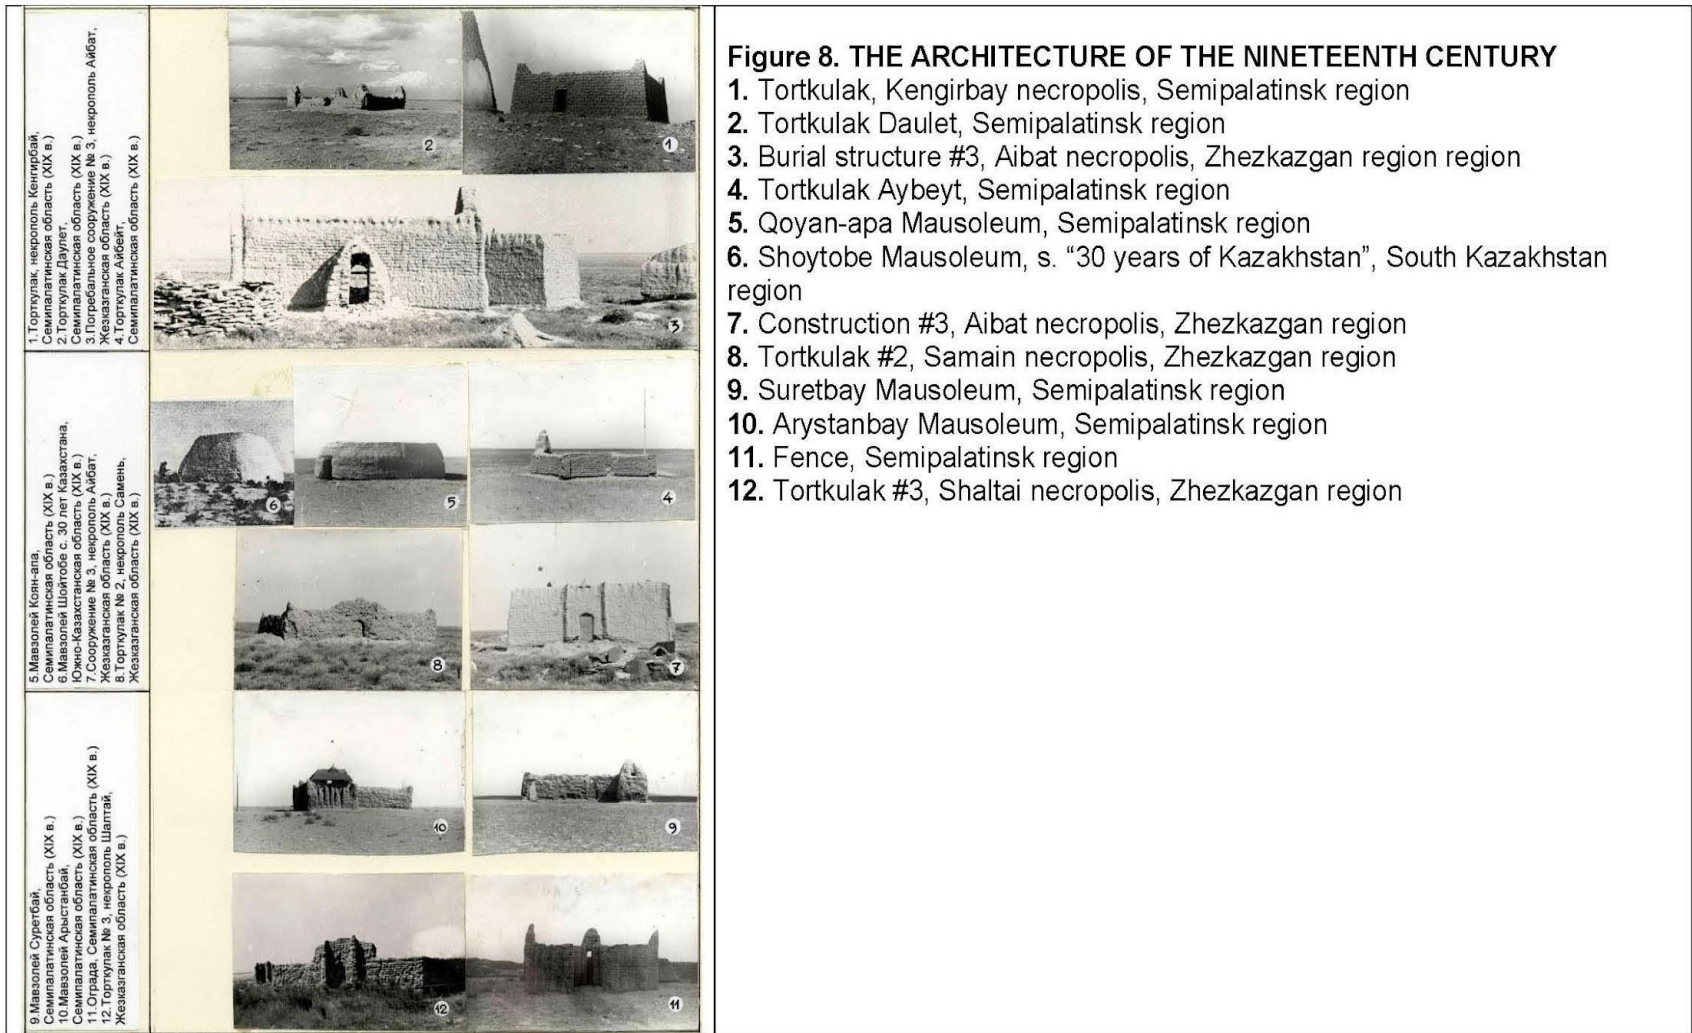 1.Торткулак, некрополь Кенгирбай,
Семипалатинская область (XIX в.)
2.Торткулак Даулет,
Семипалатинская область (XIX в.)
3.Погребальное сооружение № 3, некрополь Айбат,
Жезказганская область (XIX в.)
4.Торткулак Айбейт,
Семипалатинская область (XIX в.)
5.Мавзолей Коян-апа,
Семипалатинская область (XIX в.)
6.Мавзолей Шойтобе с. 30 лет Казахстана,
Южно-Казахстанская область (XIX в.)
7.Сооружение № 3, некрополь Айбат,
Жезказганская область (XIX в.)
8.Торткулак № 2, некрополь Самень,
Жезказганская область (XIX в.)
9.Мавзолей Суретбай,
Семипалатинская область (XIX в.)
10.Мавзолей Арыстанбай,
Семипалатинская область (XIX в.)
11.Ограда, Семипалатинская область (XIX в.)
12.Торткулак № 3, некрополь Шаптай,
Жезказганская область (XIX в.)
2
1
3
6
5
4
8
7
10
9
12
11
Figure 8. THE ARCHITECTURE OF THE NINETEENTH CENTURY
1. Tortkulak, Kengirbay necropolis, Semipalatinsk region
2. Tortkulak Daulet, Semipalatinsk region
3. Burial structure #3, Aibat necropolis, Zhezkazgan region region
4. Tortkulak Aybeyt, Semipalatinsk region
5. Qoyan-apa Mausoleum, Semipalatinsk region
6. Shoytobe Mausoleum, s. “30 years of Kazakhstan”, South Kazakhstan
region
7. Construction #3, Aibat necropolis, Zhezkazgan region
8. Tortkulak #2, Samain necropolis, Zhezkazgan region
9. Suretbay Mausoleum, Semipalatinsk region
10. Arystanbay Mausoleum, Semipalatinsk region
11. Fence, Semipalatinsk region
12. Tortkulak #3, Shaltai necropolis, Zhezkazgan region